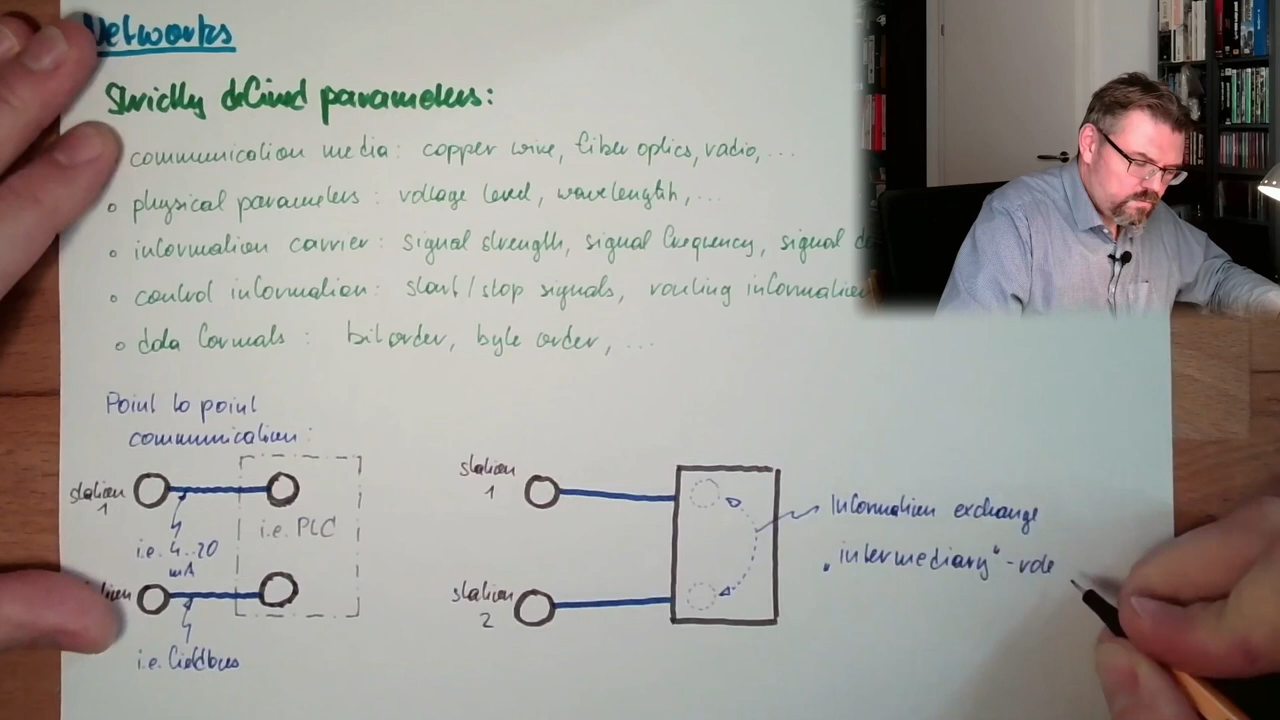 Networks
Strictly defined parameters:
communication media: copper wire, fiber optics, radio, ...
° physical parameters: voltage level, wavelength, ...
° information carrier: signal strength, signal frequency, signal
° control information: start/stop signals, routing information
° data formats: bit order, byte order, ...
Point to point
communication:
station
1
i.e. PLC
i.e. 4..20
mA
i.e. fieldbus
station
1
station
2
Information exchange
"intermediary"-role